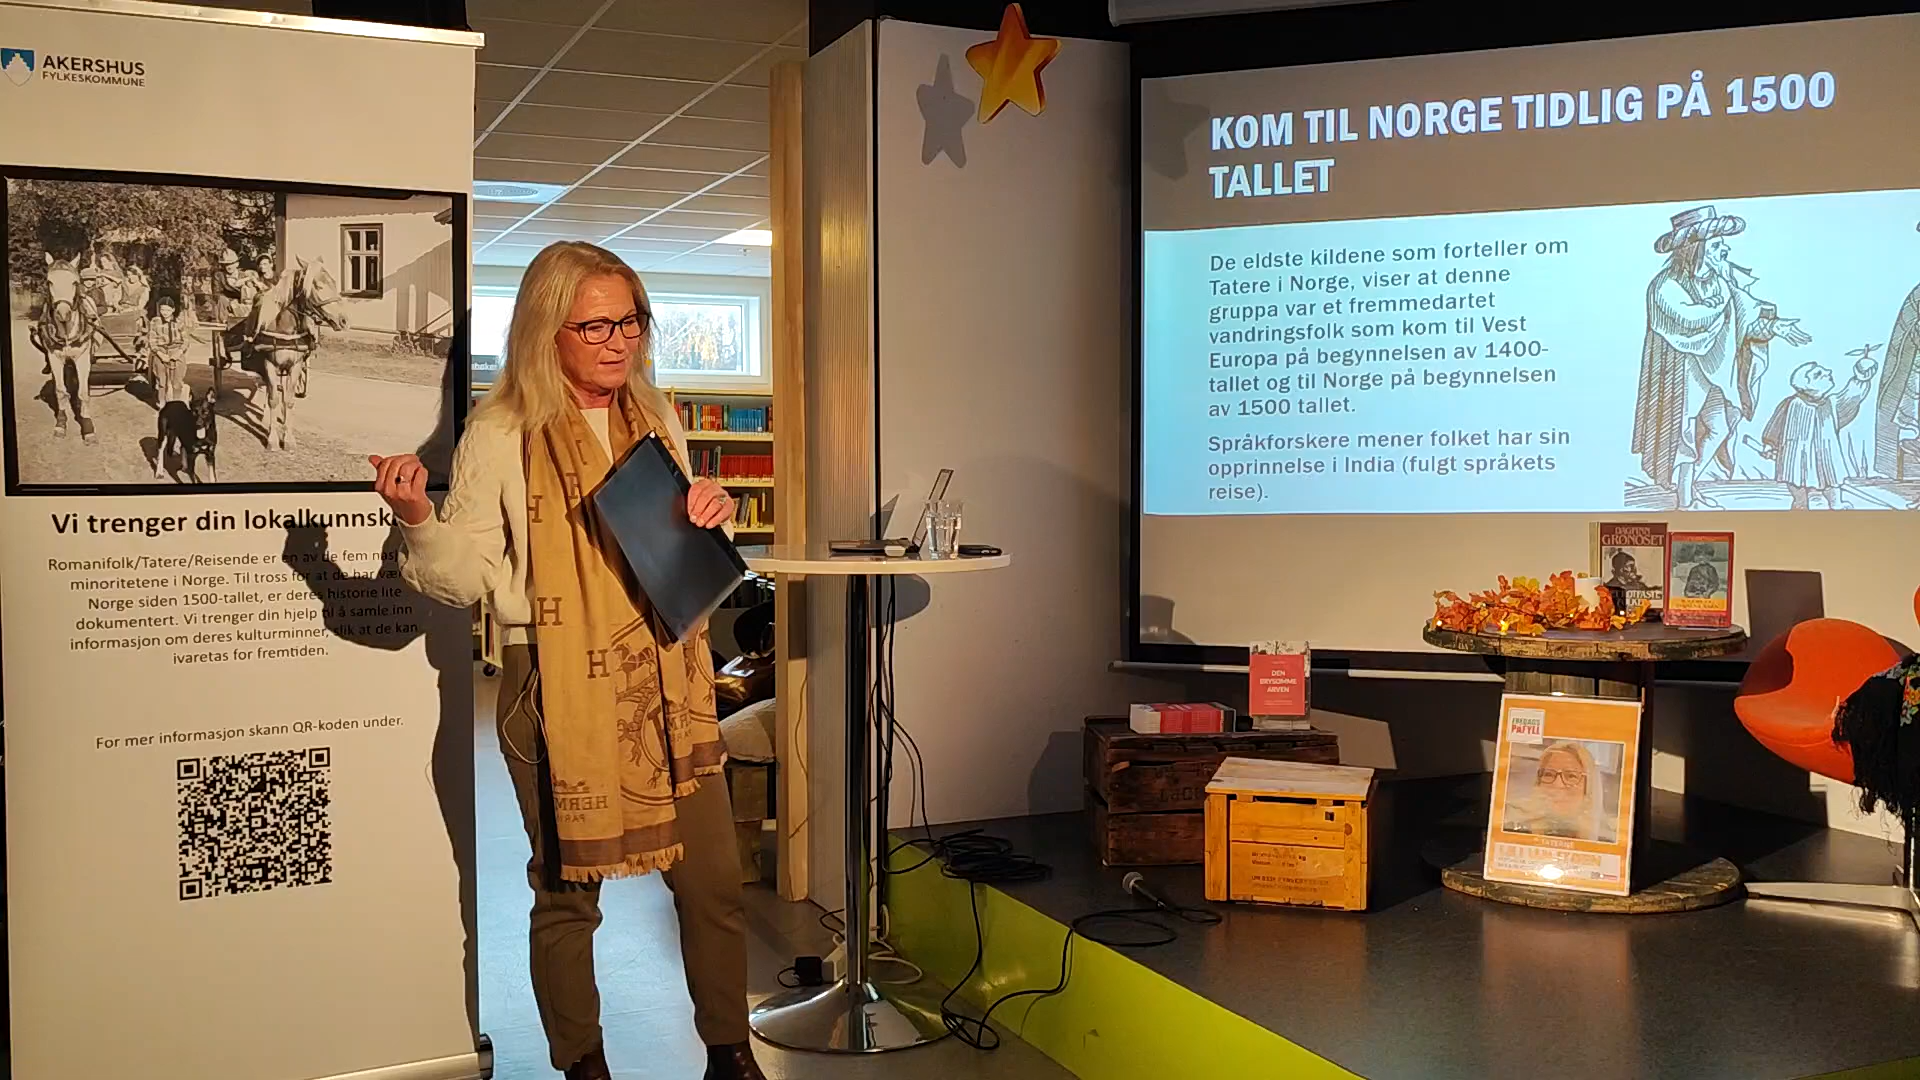 AKERSHUS
FYLKESKOMMUNE
Vi trenger din lokalkunnsk
Romanifolk/Tatere/Reisende er en av de fem nasj
minoritetene i Norge. Til tross for at de har vær
Norge siden 1500-tallet, er deres historie lite
dokumentert. Vi trenger din hjelp til å samle inn
informasjon om deres kulturminner, slik at de kan
ivaretas for fremtiden.
For mer informasjon skann QR-koden under.
KOM TIL NORGE TIDLIG PÅ 1500
TALLET
De eldste kildene som forteller om
Tatere i Norge, viser at denne
gruppa var et fremmedartet
vandringsfolk som kom til Vest
Europa på begynnelsen av 1400-
tallet og til Norge på begynnelsen
av 1500 tallet.
Språkforskere mener folket har sin
opprinnelse i India (fulgt språkets
reise).
DAGFINN
GRØNOSET
DEN
BRYSOMME
ARVEN
FREDAGS
PÅFYLL
TATERNE
H
H
H
HERM